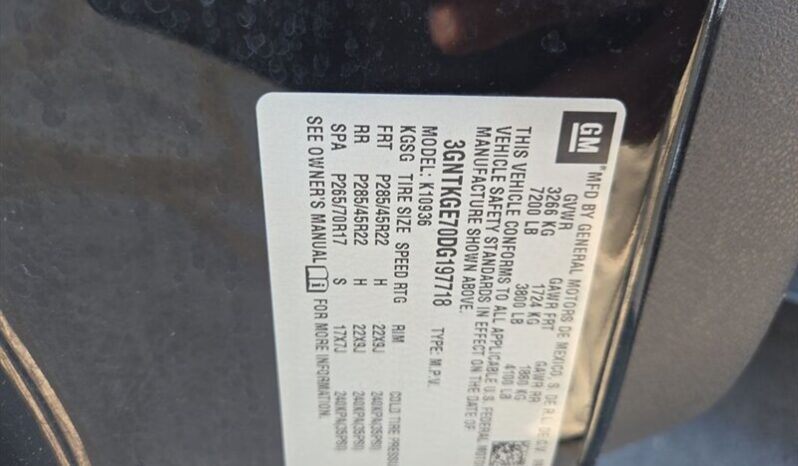 GM
®MFD BY GENERAL MOTORS DE MEXICO, S. DE R.L. DE C.V.
GVWR GAWR FRT GAWR RR
3266 KG 1724 KG 1860 KG
7200 LB 3800 LB 4100 LB
THIS VEHICLE CONFORMS TO ALL APPLICABLE U.S. FEDERAL MOTOR
VEHICLE SAFETY STANDARDS IN EFFECT ON THE DATE OF
MANUFACTURE SHOWN ABOVE.
3GNTKGE70DG197718 TYPE: M.P.V.
MODEL: K10936
KGSG TIRE SIZE SPEED RTG RIM COLD TIRE PRESSURE
FRT P285/45R22 H 22X9J 240KPA(35PSI)
RR P285/45R22 H 22X9J 240KPA(35PSI)
SPA P265/70R17 S 17X7J 240KPA(35PSI)
SEE OWNER'S MANUAL i FOR MORE INFORMATION.